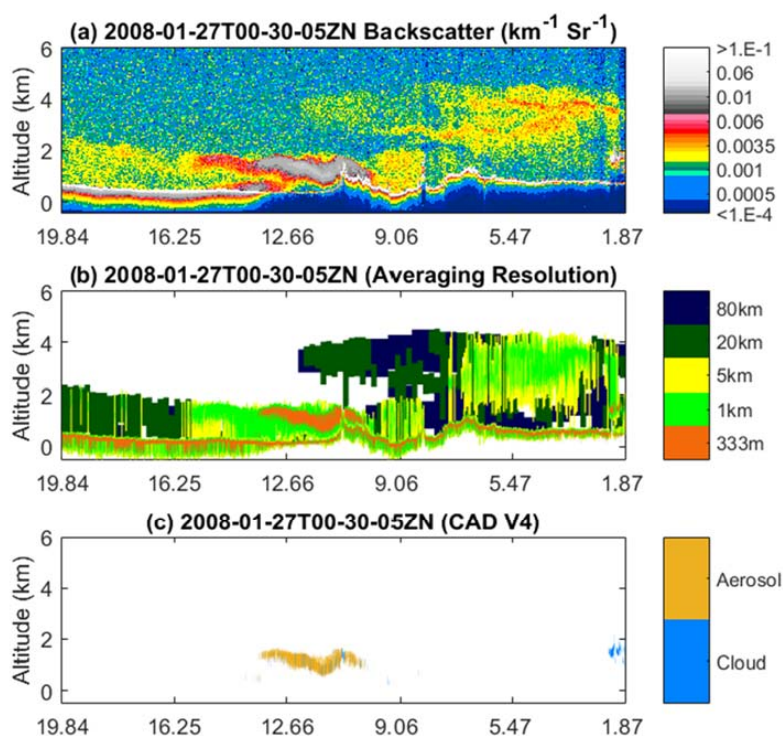 (a) 2008-01-27T00-30-05ZN Backscatter (km⁻¹ Sr⁻¹)
Altitude (km)
6
4
2
0
19.84 16.25 12.66 9.06 5.47 1.87
>1.E-1
0.06
0.01
0.006
0.0035
0.001
0.0005
<1.E-4
(b) 2008-01-27T00-30-05ZN (Averaging Resolution)
Altitude (km)
6
4
2
0
19.84 16.25 12.66 9.06 5.47 1.87
80km
20km
5km
1km
333m
(c) 2008-01-27T00-30-05ZN (CAD V4)
Altitude (km)
6
4
2
0
19.84 16.25 12.66 9.06 5.47 1.87
Aerosol
Cloud